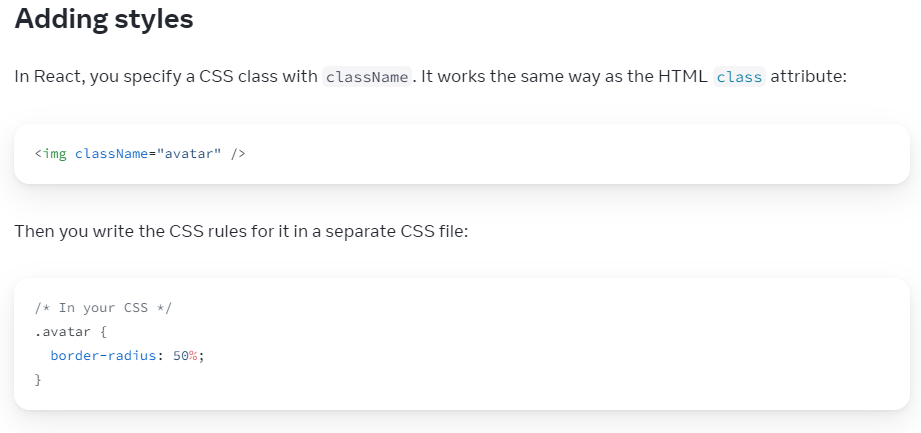 Adding styles
In React, you specify a CSS class with className. It works the same way as the HTML class attribute:
<img className="avatar" />
Then you write the CSS rules for it in a separate CSS file:
/* In your CSS */
.avatar {
  border-radius: 50%;
}